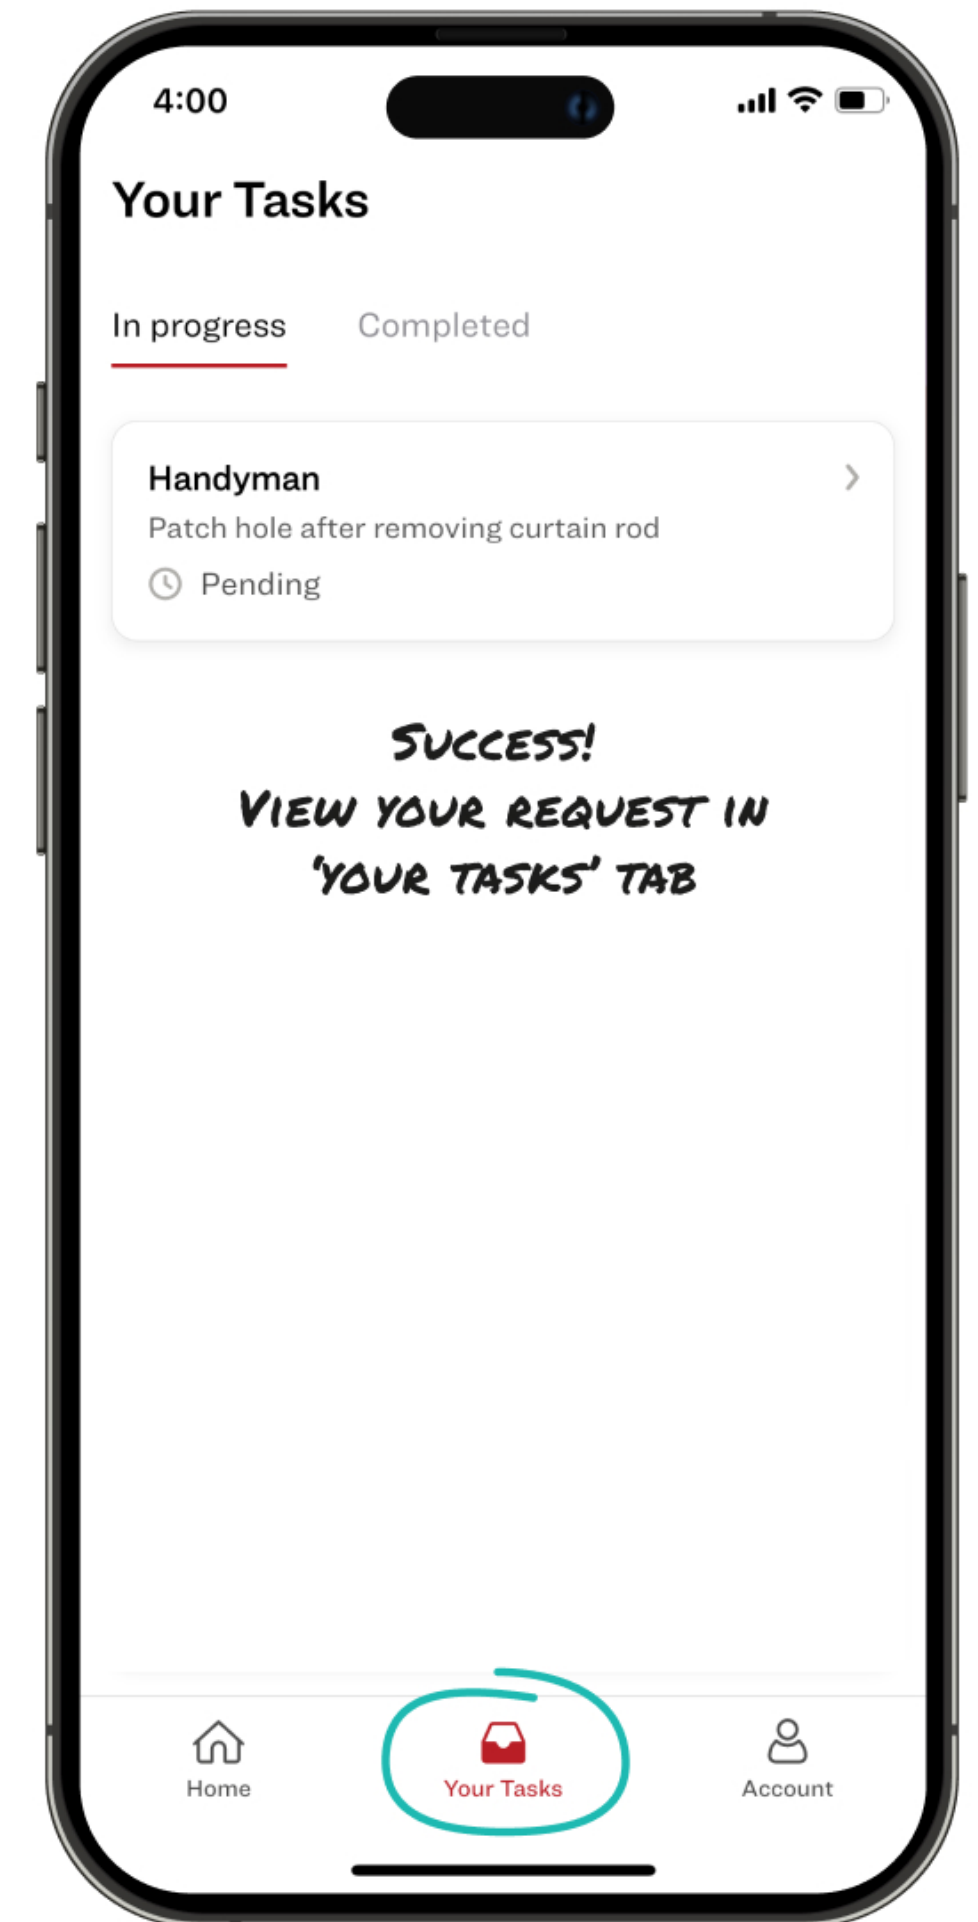 4:00
Your Tasks
In progress
Completed
Handyman
Patch hole after removing curtain rod
Pending
SUCCESS!
VIEW YOUR REQUEST IN
'YOUR TASKS' TAB
Home
Your Tasks
Account